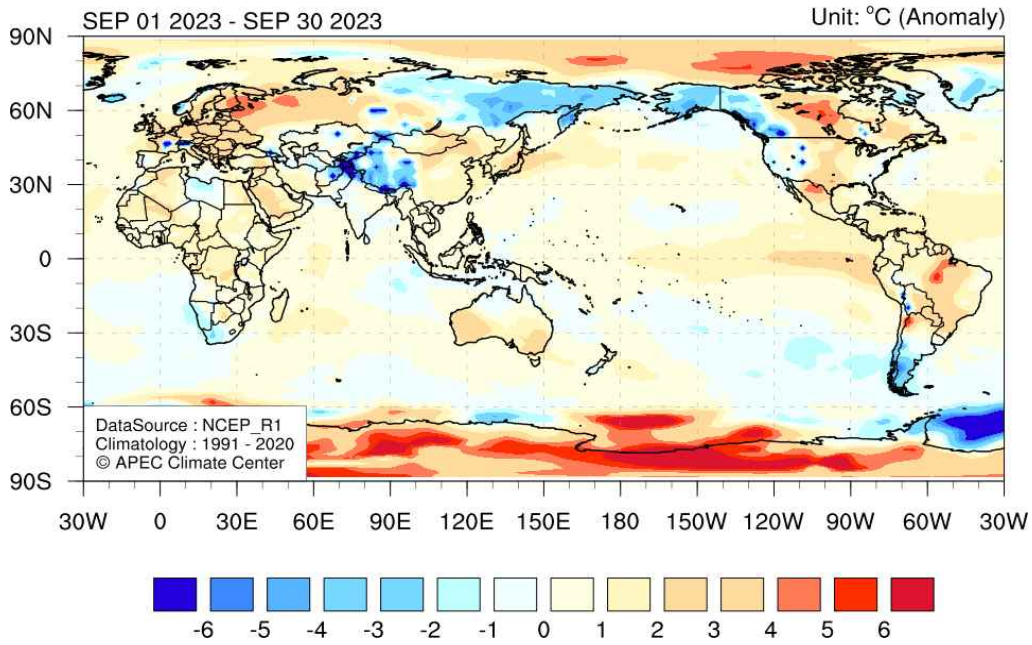 SEP 01 2023 - SEP 30 2023
Unit: °C (Anomaly)
90N
60N
30N
0
30S
60S
90S
DataSource : NCEP_R1
Climatology : 1991 - 2020
© APEC Climate Center
30W 0 30E 60E 90E 120E 150E 180 150W 120W 90W 60W 30W
-6 -5 -4 -3 -2 -1 0 1 2 3 4 5 6